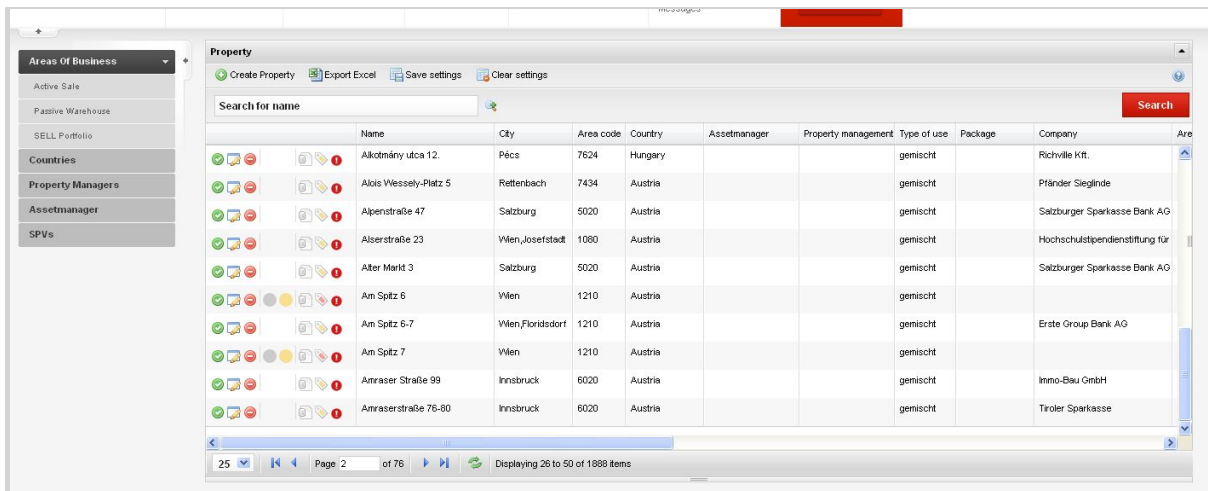 Messages
Areas Of Business
Active Sale
Passive Warehouse
SELL Portfolio
Countries
Property Managers
Assetmanager
SPVs
Property
Create Property Export Excel Save settings Clear settings
Search for name Search
Name City Area code Country Assetmanager Property management Type of use Package Company Are
Alkotmány utca 12. Pécs 7624 Hungary gemischt Richville Kft.
Alois Wessely-Platz 5 Rettenbach 7434 Austria gemischt Pfänder Sieglinde
Alpenstraße 47 Salzburg 5020 Austria gemischt Salzburger Sparkasse Bank AG
Alserstraße 23 Wien,Josefstadt 1080 Austria gemischt Hochschulstipendienstiftung für
Alter Markt 3 Salzburg 5020 Austria gemischt Salzburger Sparkasse Bank AG
Am Spitz 6 Wien 1210 Austria gemischt
Am Spitz 6-7 Wien,Floridsdorf 1210 Austria gemischt Erste Group Bank AG
Am Spitz 7 Wien 1210 Austria gemischt
Amraser Straße 99 Innsbruck 6020 Austria gemischt Immo-Bau GmbH
Amraserstraße 76-80 Innsbruck 6020 Austria gemischt Tiroler Sparkasse
25 Page 2 of 76 Displaying 26 to 50 of 1888 items